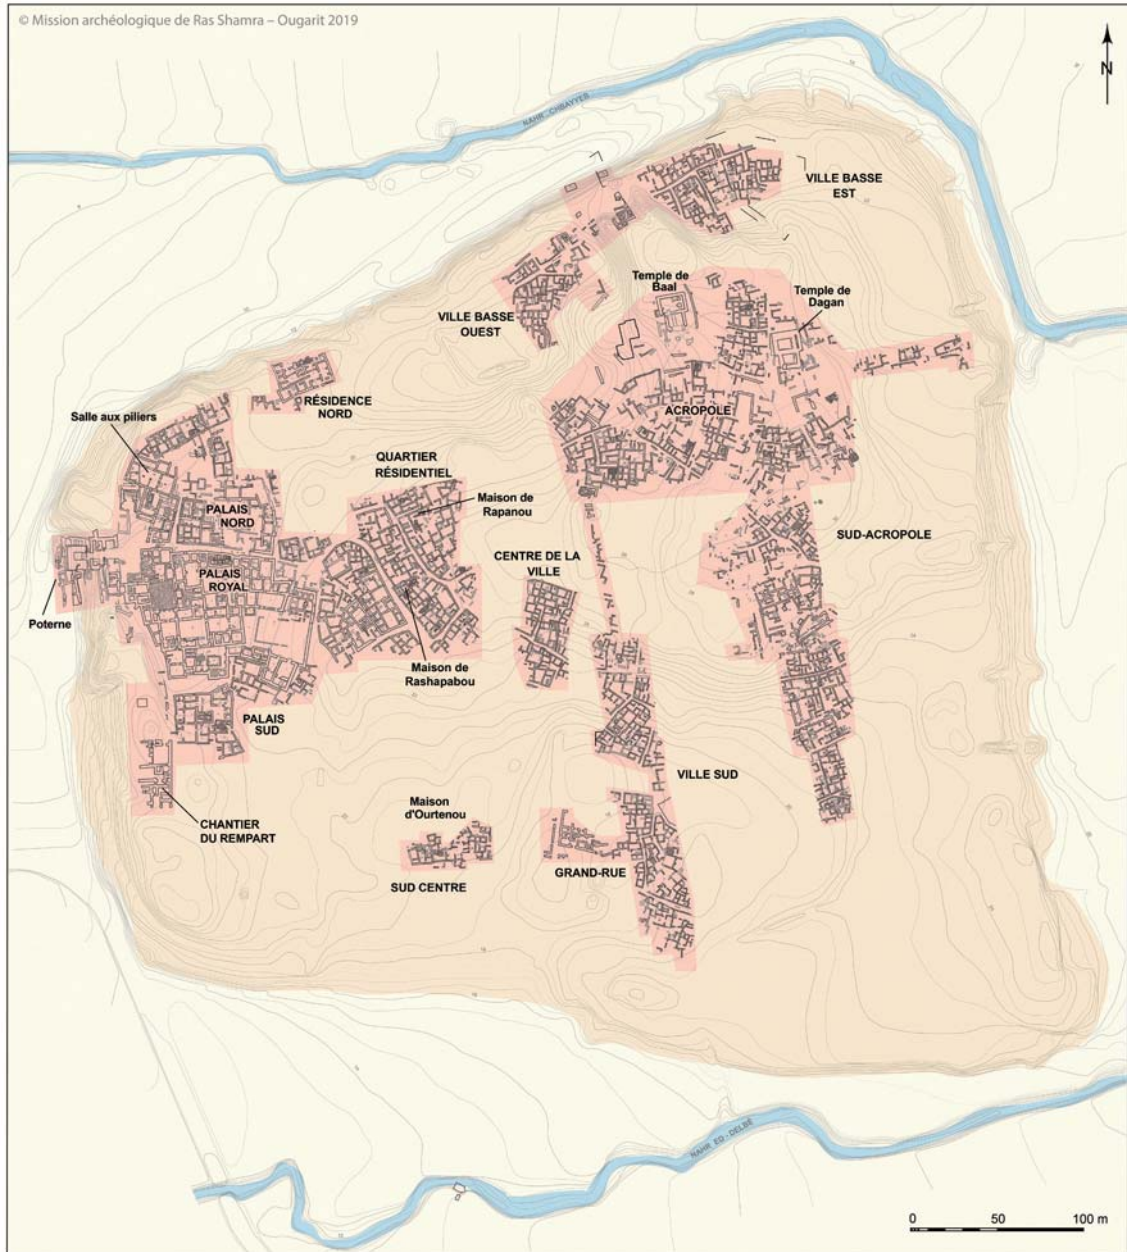 © Mission archéologique de Ras Shamra – Ougarit 2019
N
NAHR CHBAYYEB
VILLE BASSE
EST
Temple de
Baal
Temple de
Dagan
VILLE BASSE
OUEST
RÉSIDENCE
NORD
Salle aux piliers
ACROPOLE
QUARTIER
RÉSIDENTIEL
Maison de
Rapanou
PALAIS
NORD
SUD-ACROPOLE
CENTRE DE LA
VILLE
PALAIS
ROYAL
Poterne
Maison de
Rashapabou
PALAIS
SUD
VILLE SUD
Maison
d'Ourtenou
CHANTIER
DU REMPART
GRAND-RUE
SUD CENTRE
NAHR ED-DELBÉ
0 50 100 m